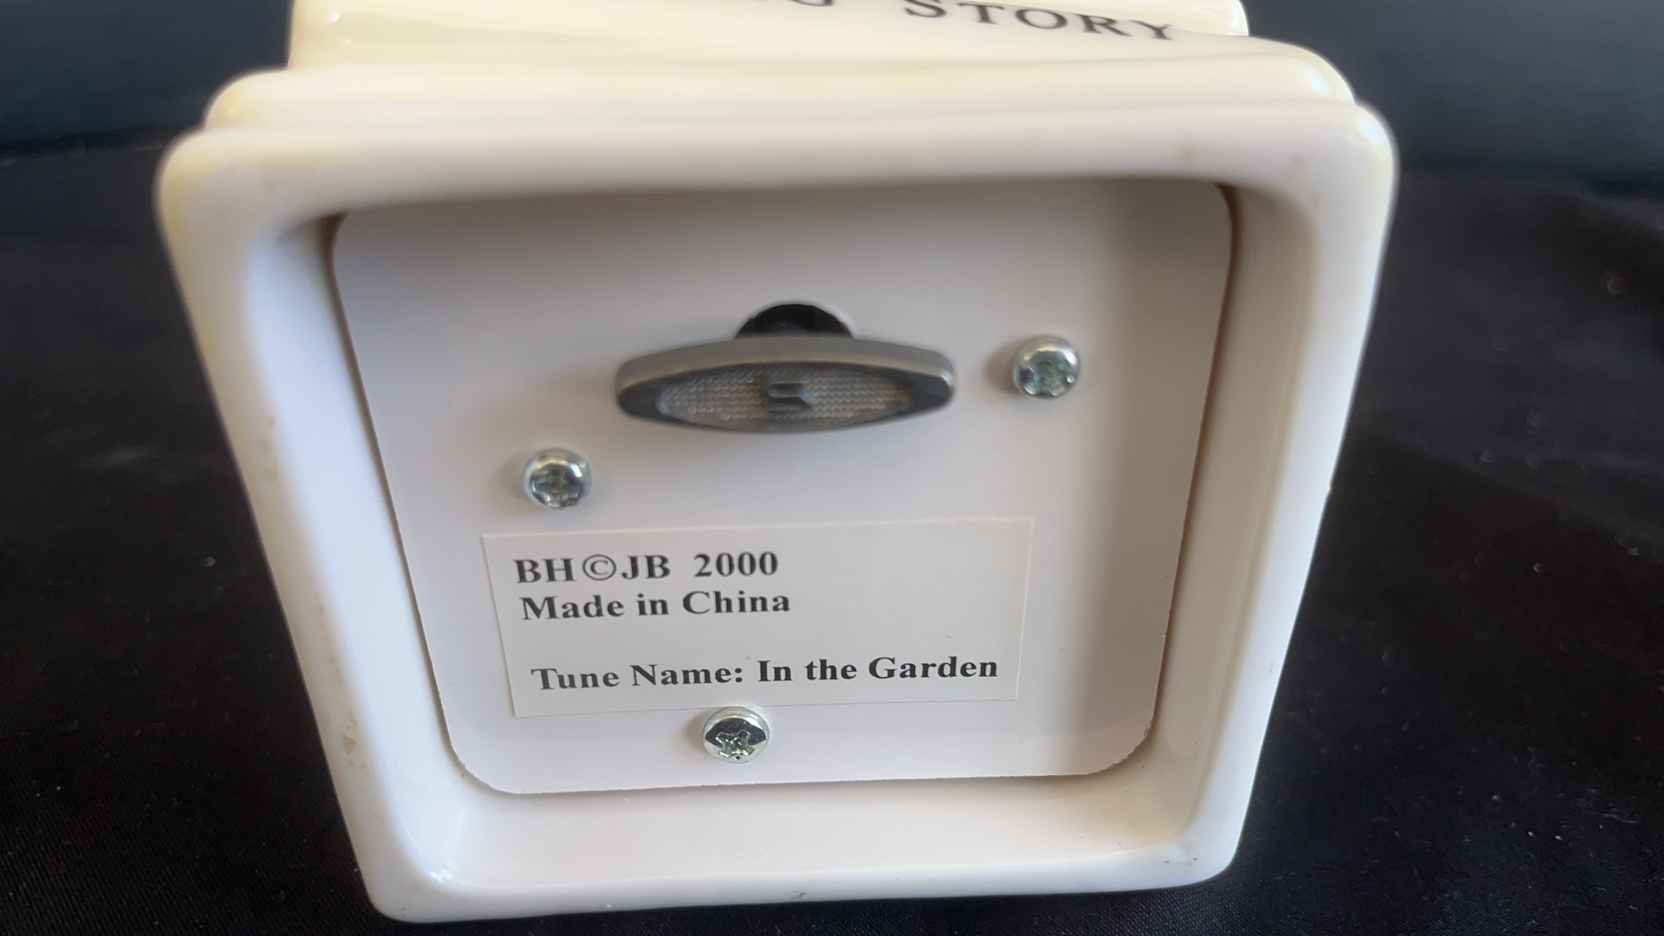 STORY
BH©JB 2000
Made in China
Tune Name: In the Garden